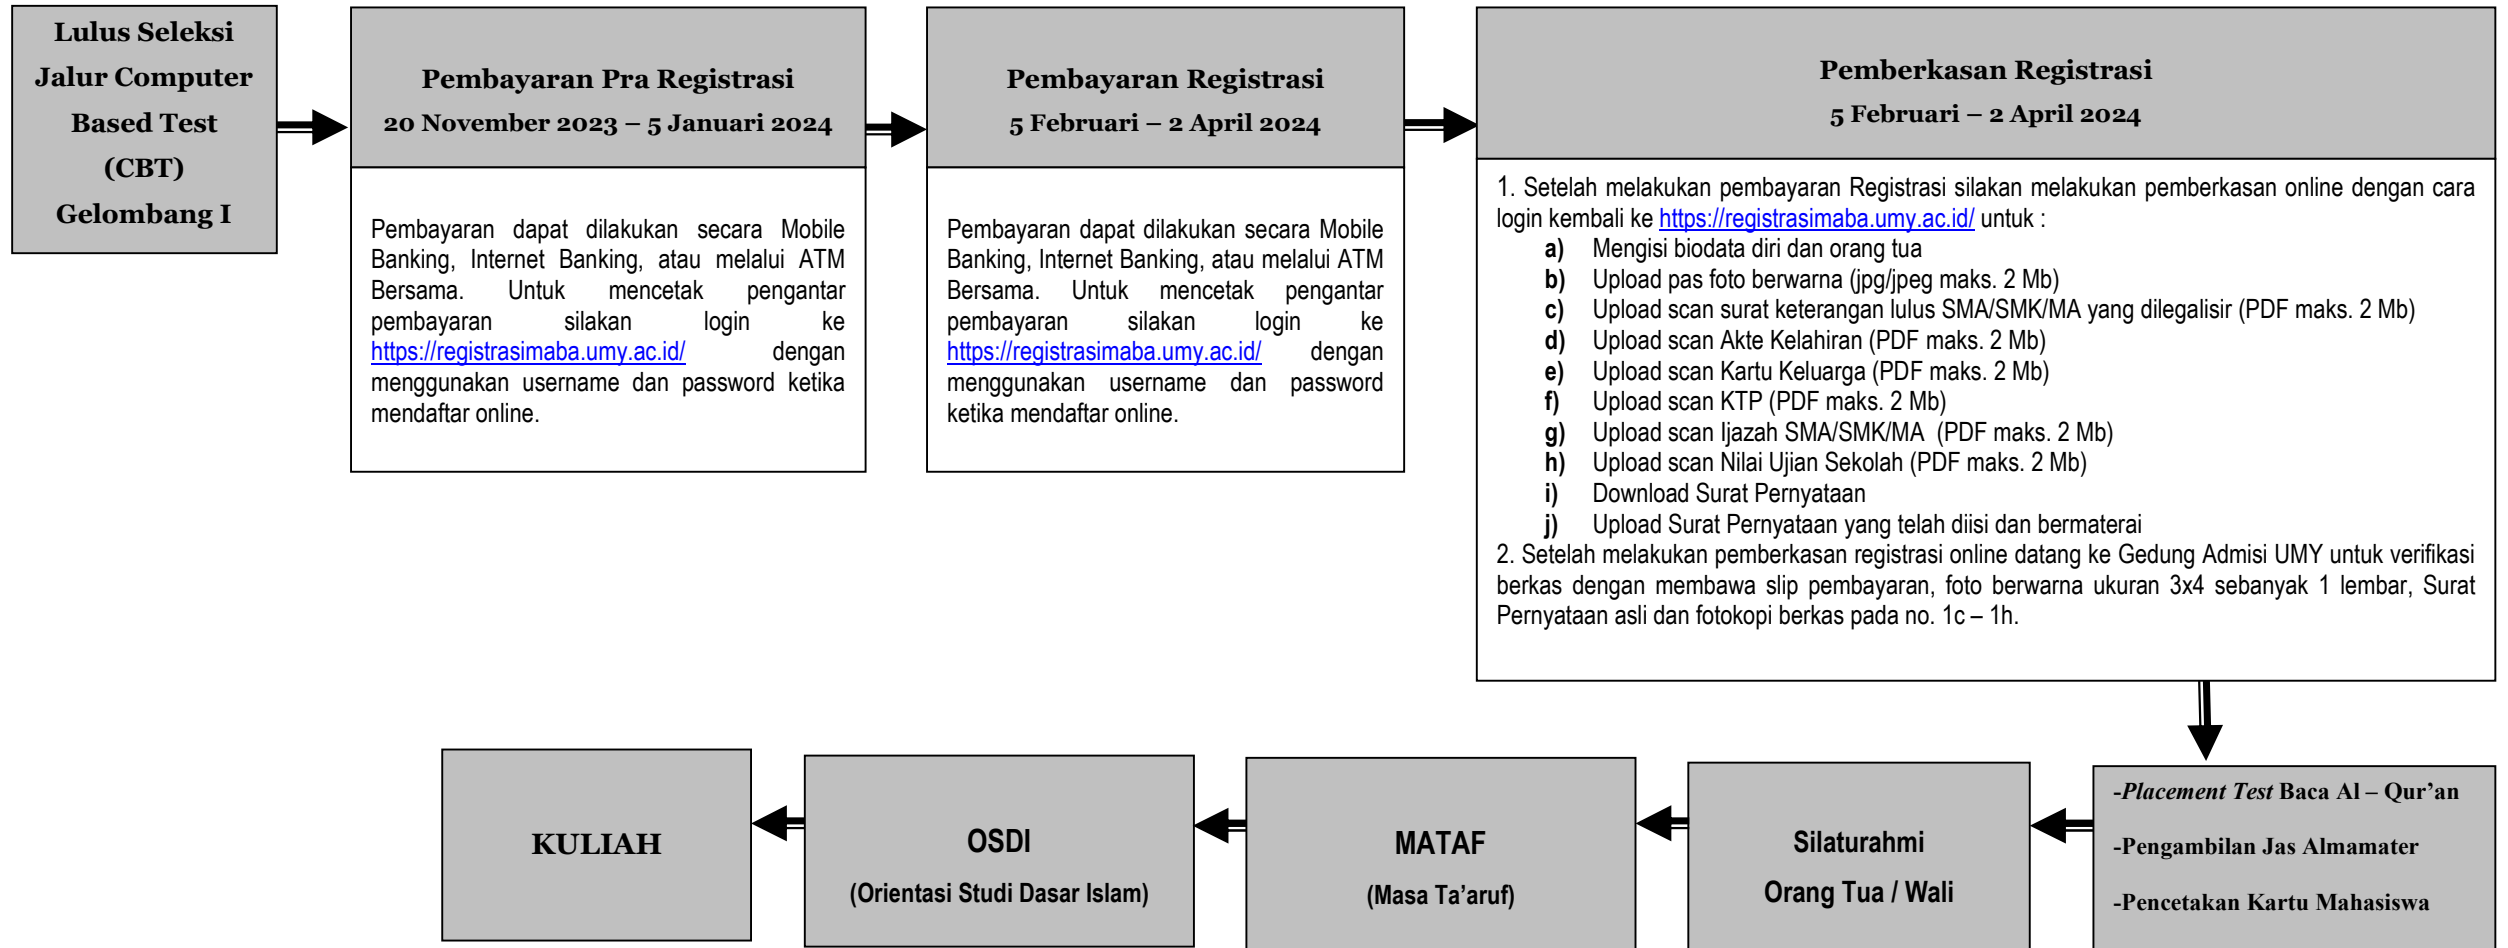 Lulus Seleksi
Jalur Computer
Based Test
(CBT)
Gelombang I
Pembayaran Pra Registrasi
20 November 2023 – 5 Januari 2024
Pembayaran dapat dilakukan secara Mobile
Banking, Internet Banking, atau melalui ATM
Bersama. Untuk mencetak pengantar
pembayaran silakan login ke
https://registrasimaba.umy.ac.id/ dengan
menggunakan username dan password ketika
mendaftar online.
Pembayaran Registrasi
5 Februari – 2 April 2024
Pembayaran dapat dilakukan secara Mobile
Banking, Internet Banking, atau melalui ATM
Bersama. Untuk mencetak pengantar
pembayaran silakan login ke
https://registrasimaba.umy.ac.id/ dengan
menggunakan username dan password
ketika mendaftar online.
Pemberkasan Registrasi
5 Februari – 2 April 2024
1. Setelah melakukan pembayaran Registrasi silakan melakukan pemberkasan online dengan cara
login kembali ke https://registrasimaba.umy.ac.id/ untuk :
a) Mengisi biodata diri dan orang tua
b) Upload pas foto berwarna (jpg/jpeg maks. 2 Mb)
c) Upload scan surat keterangan lulus SMA/SMK/MA yang dilegalisir (PDF maks. 2 Mb)
d) Upload scan Akte Kelahiran (PDF maks. 2 Mb)
e) Upload scan Kartu Keluarga (PDF maks. 2 Mb)
f) Upload scan KTP (PDF maks. 2 Mb)
g) Upload scan Ijazah SMA/SMK/MA (PDF maks. 2 Mb)
h) Upload scan Nilai Ujian Sekolah (PDF maks. 2 Mb)
i) Download Surat Pernyataan
j) Upload Surat Pernyataan yang telah diisi dan bermaterai
2. Setelah melakukan pemberkasan registrasi online datang ke Gedung Admisi UMY untuk verifikasi
berkas dengan membawa slip pembayaran, foto berwarna ukuran 3x4 sebanyak 1 lembar, Surat
Pernyataan asli dan fotokopi berkas pada no. 1c – 1h.
-Placement Test Baca Al – Qur’an
-Pengambilan Jas Almamater
-Pencetakan Kartu Mahasiswa
Silaturahmi
Orang Tua / Wali
MATAF
(Masa Ta’aruf)
OSDI
(Orientasi Studi Dasar Islam)
KULIAH